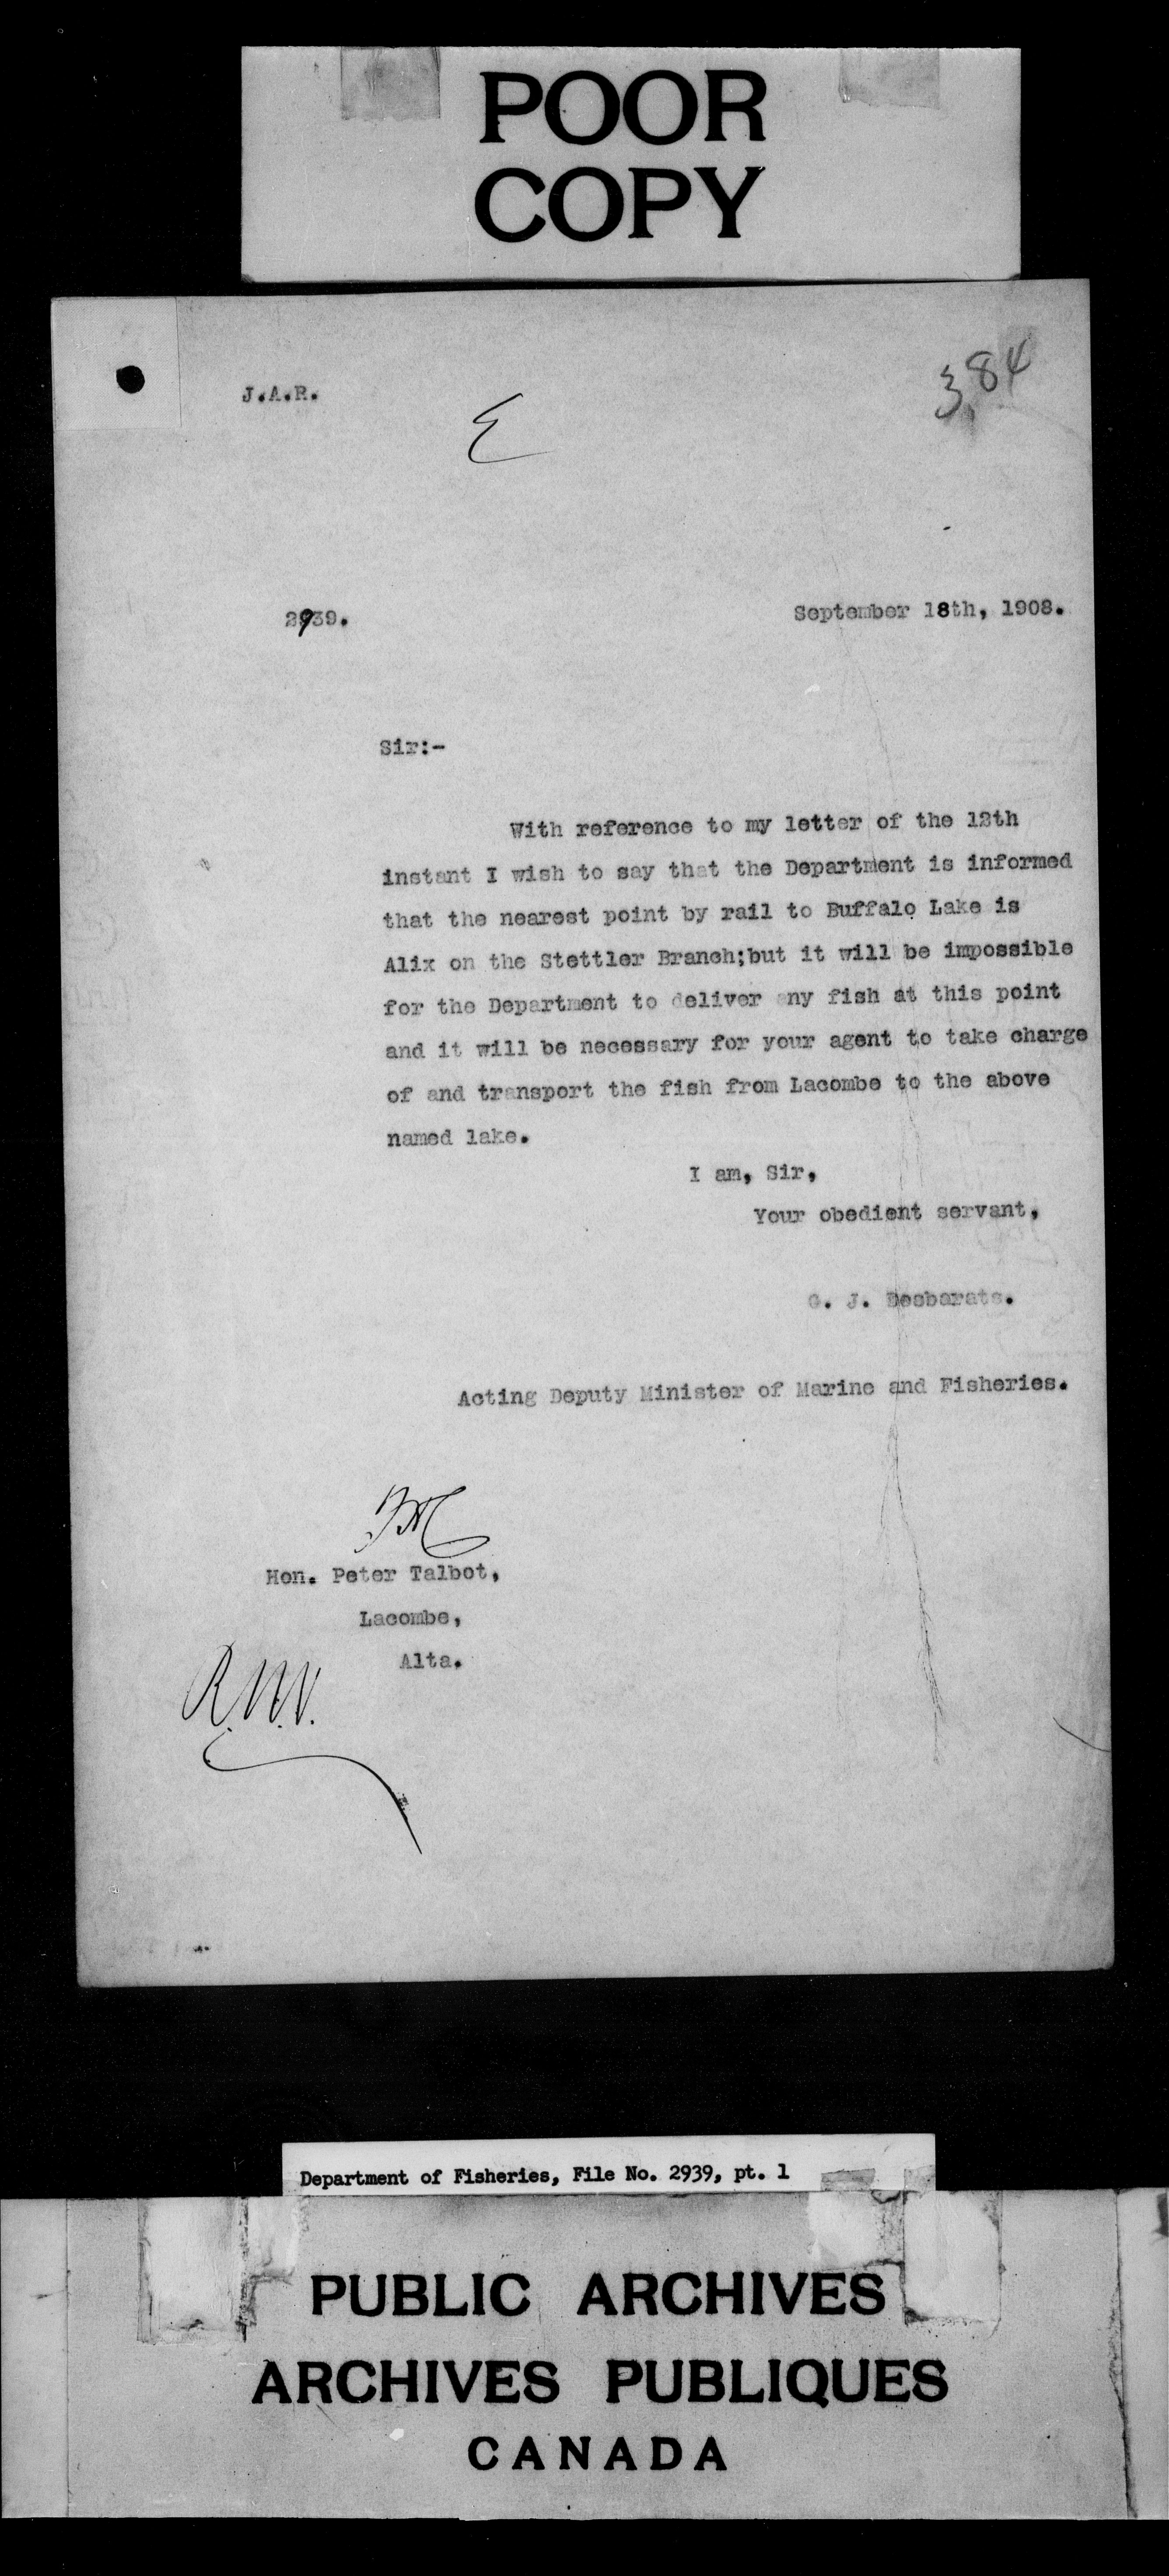 POOR
COPY
384
J.A.R.
E
2939.
September 18th, 1908.
Sir:-
With reference to my letter of the 12th
instant I wish to say that the Department is informed
that the nearest point by rail to Buffalo Lake is
Alix on the Stettler Branch;but it will be impossible
for the Department to deliver any fish at this point
and it will be necessary for your agent to take charge
of and transport the fish from Lacombe to the above
named lake.
I am, Sir,
Your obedient servant,
G. J. Desbarats.
Acting Deputy Minister of Marine and Fisheries.
Hon. Peter Talbot,
Lacombe,
Alta.
Department of Fisheries, File No. 2939, pt. 1
PUBLIC ARCHIVES
ARCHIVES PUBLIQUES
CANADA